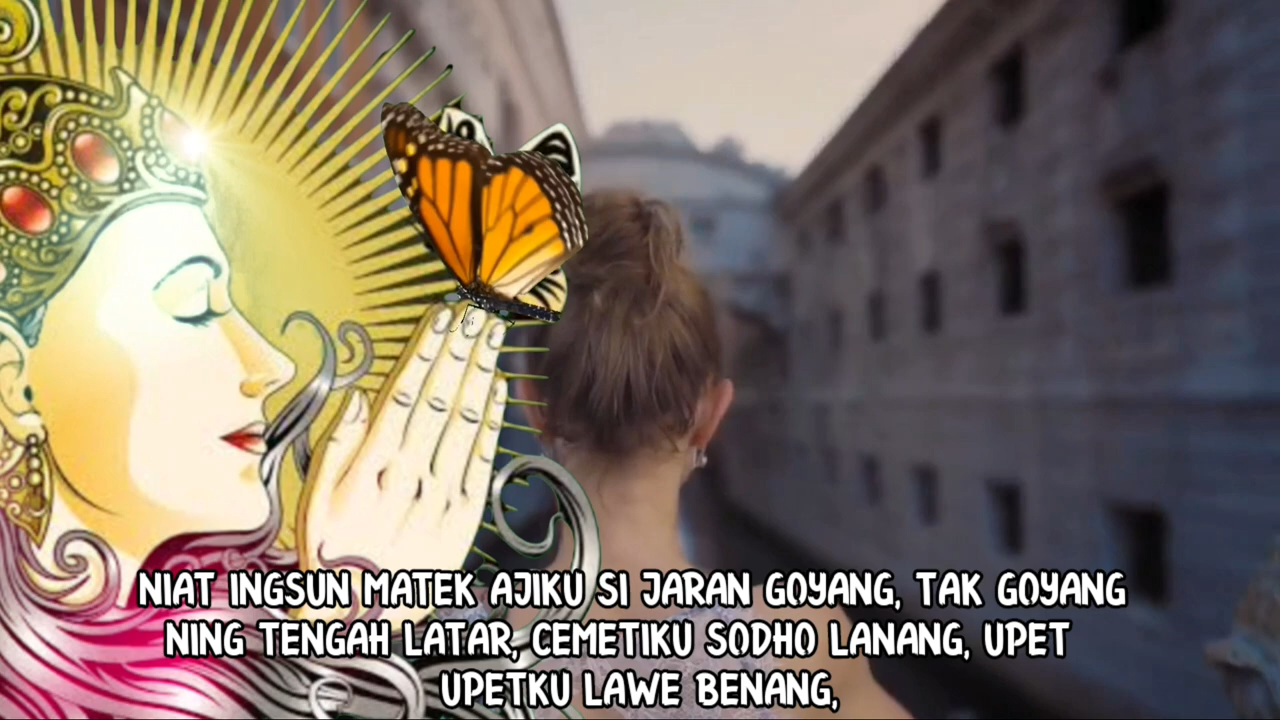 NIAT INGSUN MATEK AJIKU SI JARAN GOYANG, TAK GOYANG
NING TENGAH LATAR, CEMETIKU SODHO LANANG, UPET
UPETKU LAWE BENANG,